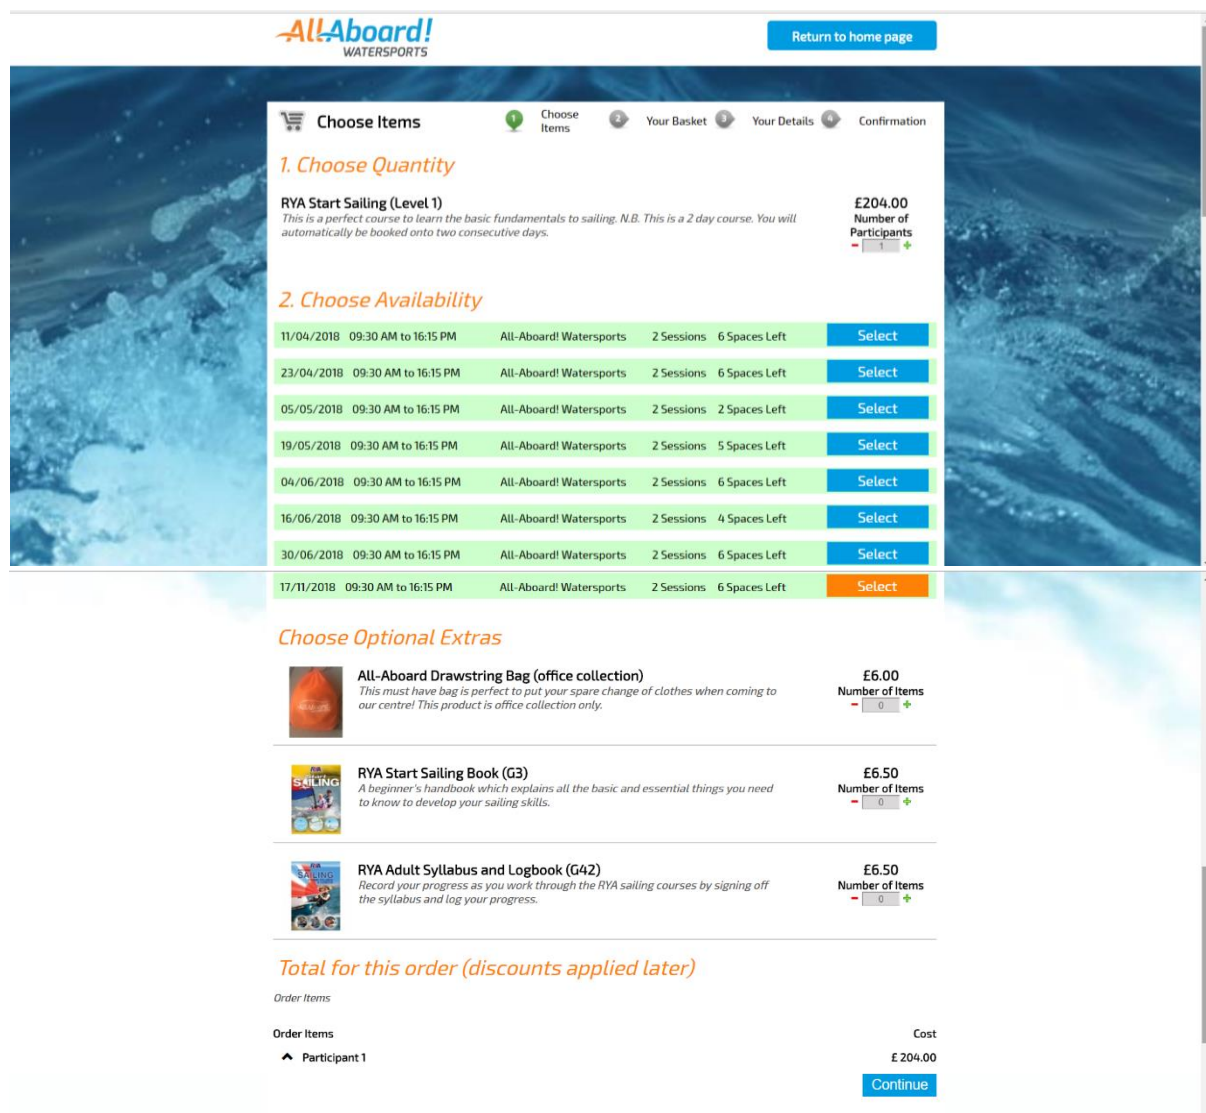 All-Aboard!
WATERSPORTS
Return to home page
Choose Items
1 Choose Items
2 Your Basket
3 Your Details
4 Confirmation
1. Choose Quantity
RYA Start Sailing (Level 1)
This is a perfect course to learn the basic fundamentals to sailing. N.B. This is a 2 day course. You will
automatically be booked onto two consecutive days.
£204.00
Number of
Participants
- 1 +
2. Choose Availability
11/04/2018 09:30 AM to 16:15 PM All-Aboard! Watersports 2 Sessions 6 Spaces Left Select
23/04/2018 09:30 AM to 16:15 PM All-Aboard! Watersports 2 Sessions 6 Spaces Left Select
05/05/2018 09:30 AM to 16:15 PM All-Aboard! Watersports 2 Sessions 2 Spaces Left Select
19/05/2018 09:30 AM to 16:15 PM All-Aboard! Watersports 2 Sessions 5 Spaces Left Select
04/06/2018 09:30 AM to 16:15 PM All-Aboard! Watersports 2 Sessions 6 Spaces Left Select
16/06/2018 09:30 AM to 16:15 PM All-Aboard! Watersports 2 Sessions 4 Spaces Left Select
30/06/2018 09:30 AM to 16:15 PM All-Aboard! Watersports 2 Sessions 6 Spaces Left Select
17/11/2018 09:30 AM to 16:15 PM All-Aboard! Watersports 2 Sessions 6 Spaces Left Select
Choose Optional Extras
All-Aboard Drawstring Bag (office collection)
This must have bag is perfect to put your spare change of clothes when coming to
our centre! This product is office collection only.
£6.00
Number of Items
- 0 +
SAILING
RYA Start Sailing Book (G3)
A beginner's handbook which explains all the basic and essential things you need
to know to develop your sailing skills.
£6.50
Number of Items
- 0 +
RYA
SAILING
RYA Adult Syllabus and Logbook (G42)
Record your progress as you work through the RYA sailing courses by signing off
the syllabus and log your progress.
£6.50
Number of Items
- 0 +
Total for this order (discounts applied later)
Order Items
Order Items Cost
Participant 1 £ 204.00
Continue